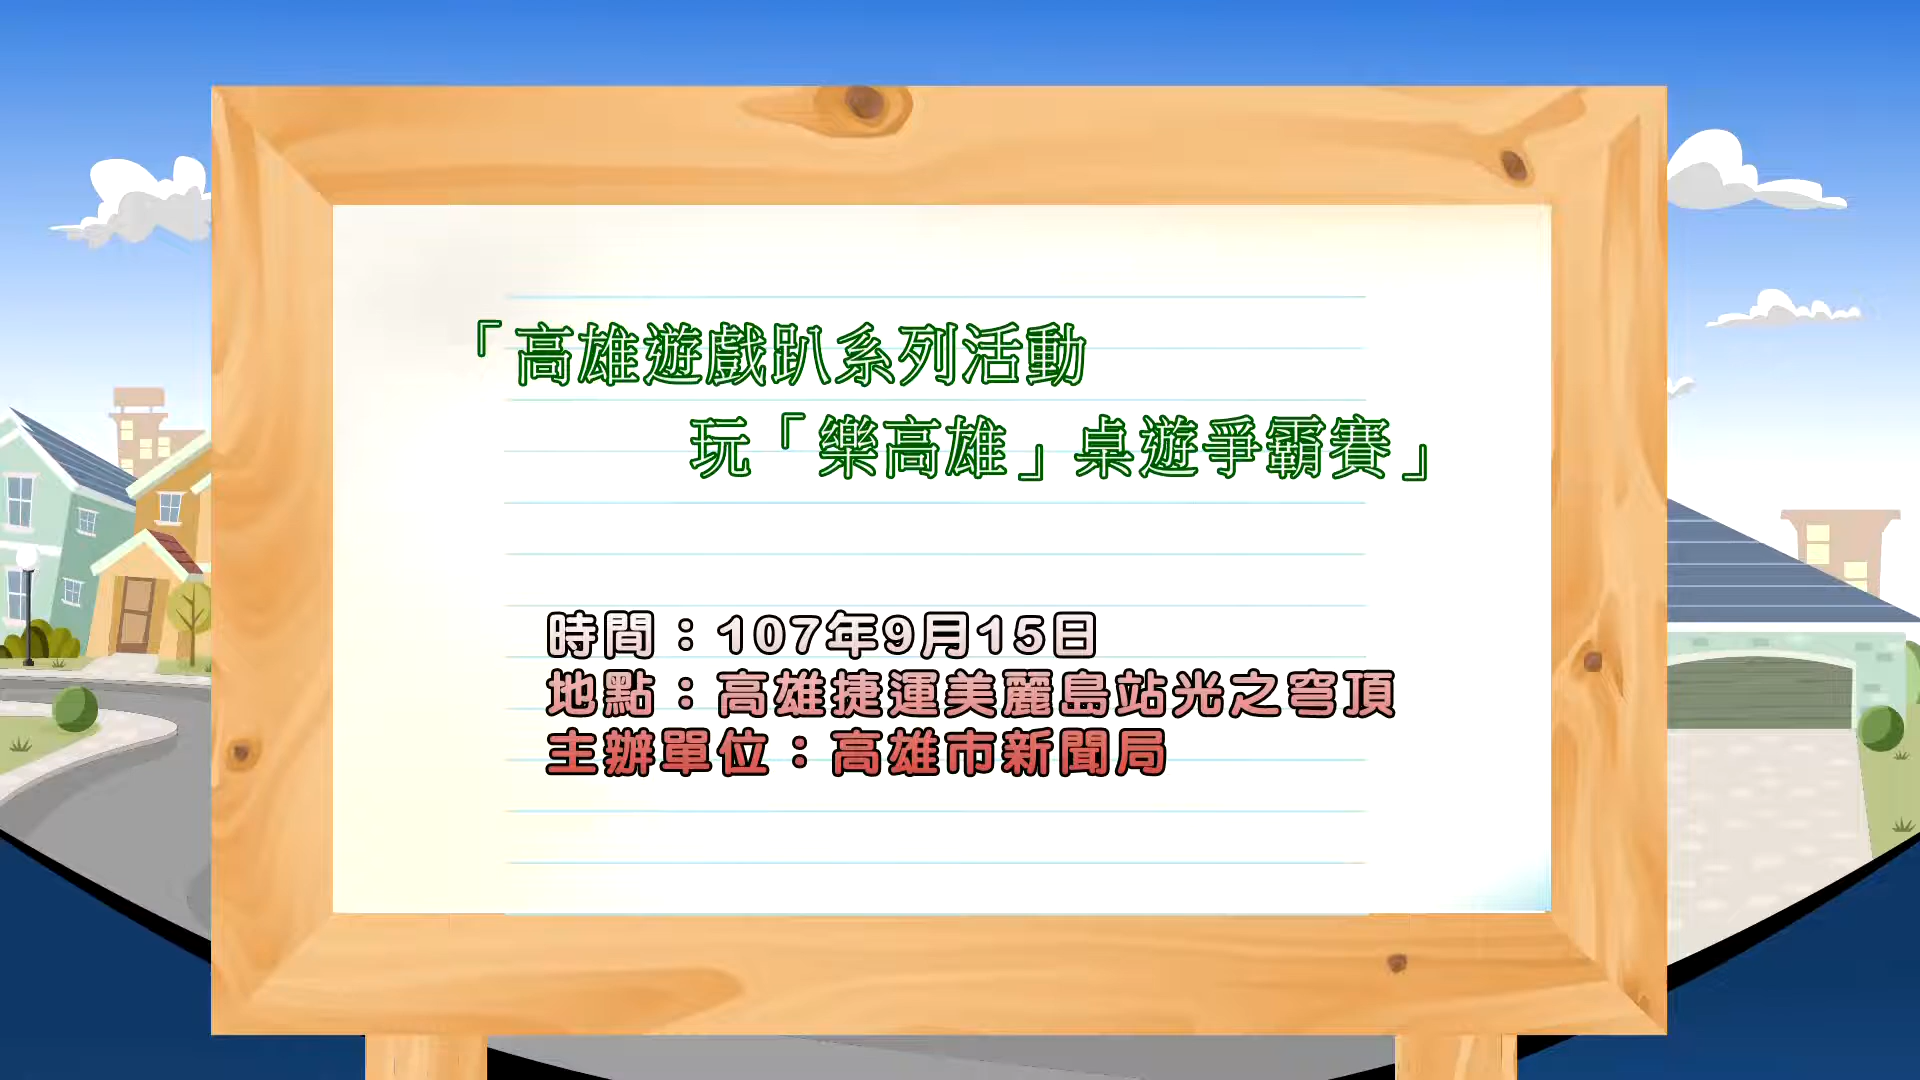 「高雄遊戲趴系列活動
玩「樂高雄」桌遊爭霸賽」
時間：107年9月15日
地點：高雄捷運美麗島站光之穹頂
主辦單位：高雄市新聞局